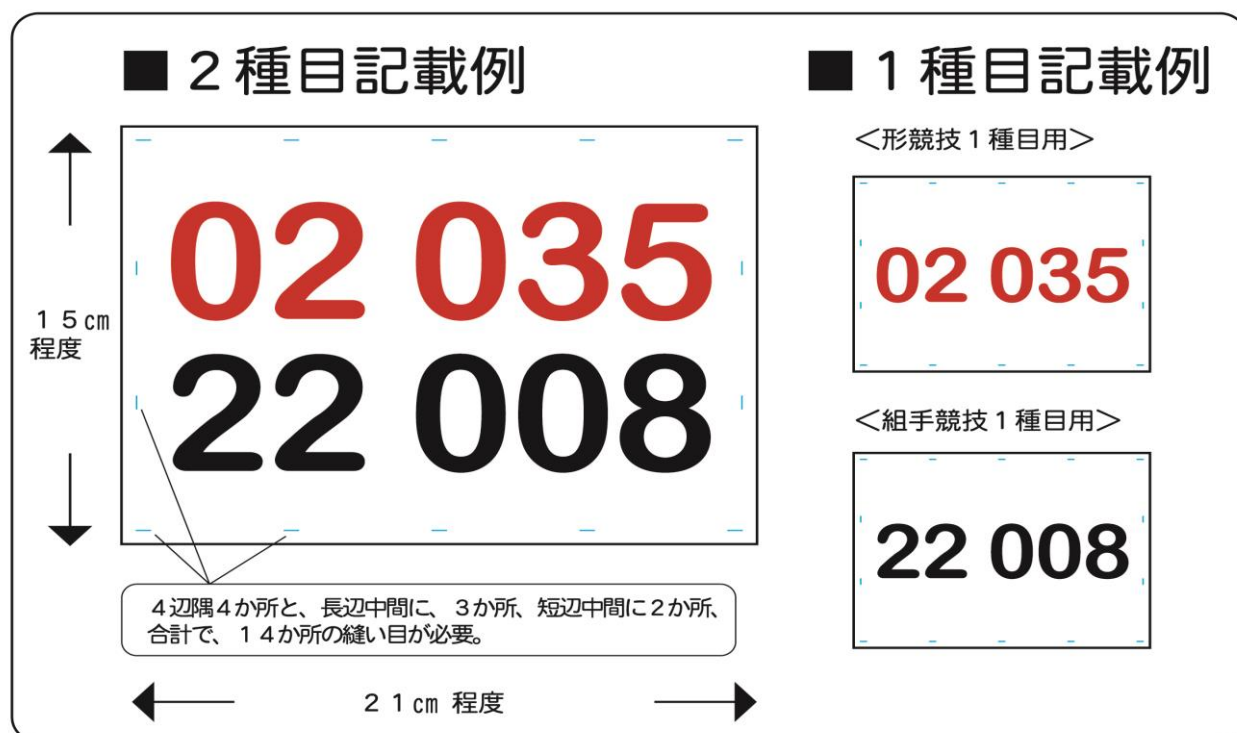 ■２種目記載例
02 035
22 008
１５㎝
程度
４辺隅４か所と、長辺中間に、３か所、短辺中間に２か所、
合計で、１４か所の縫い目が必要。
２１㎝ 程度
■１種目記載例
＜形競技１種目用＞
02 035
＜組手競技１種目用＞
22 008